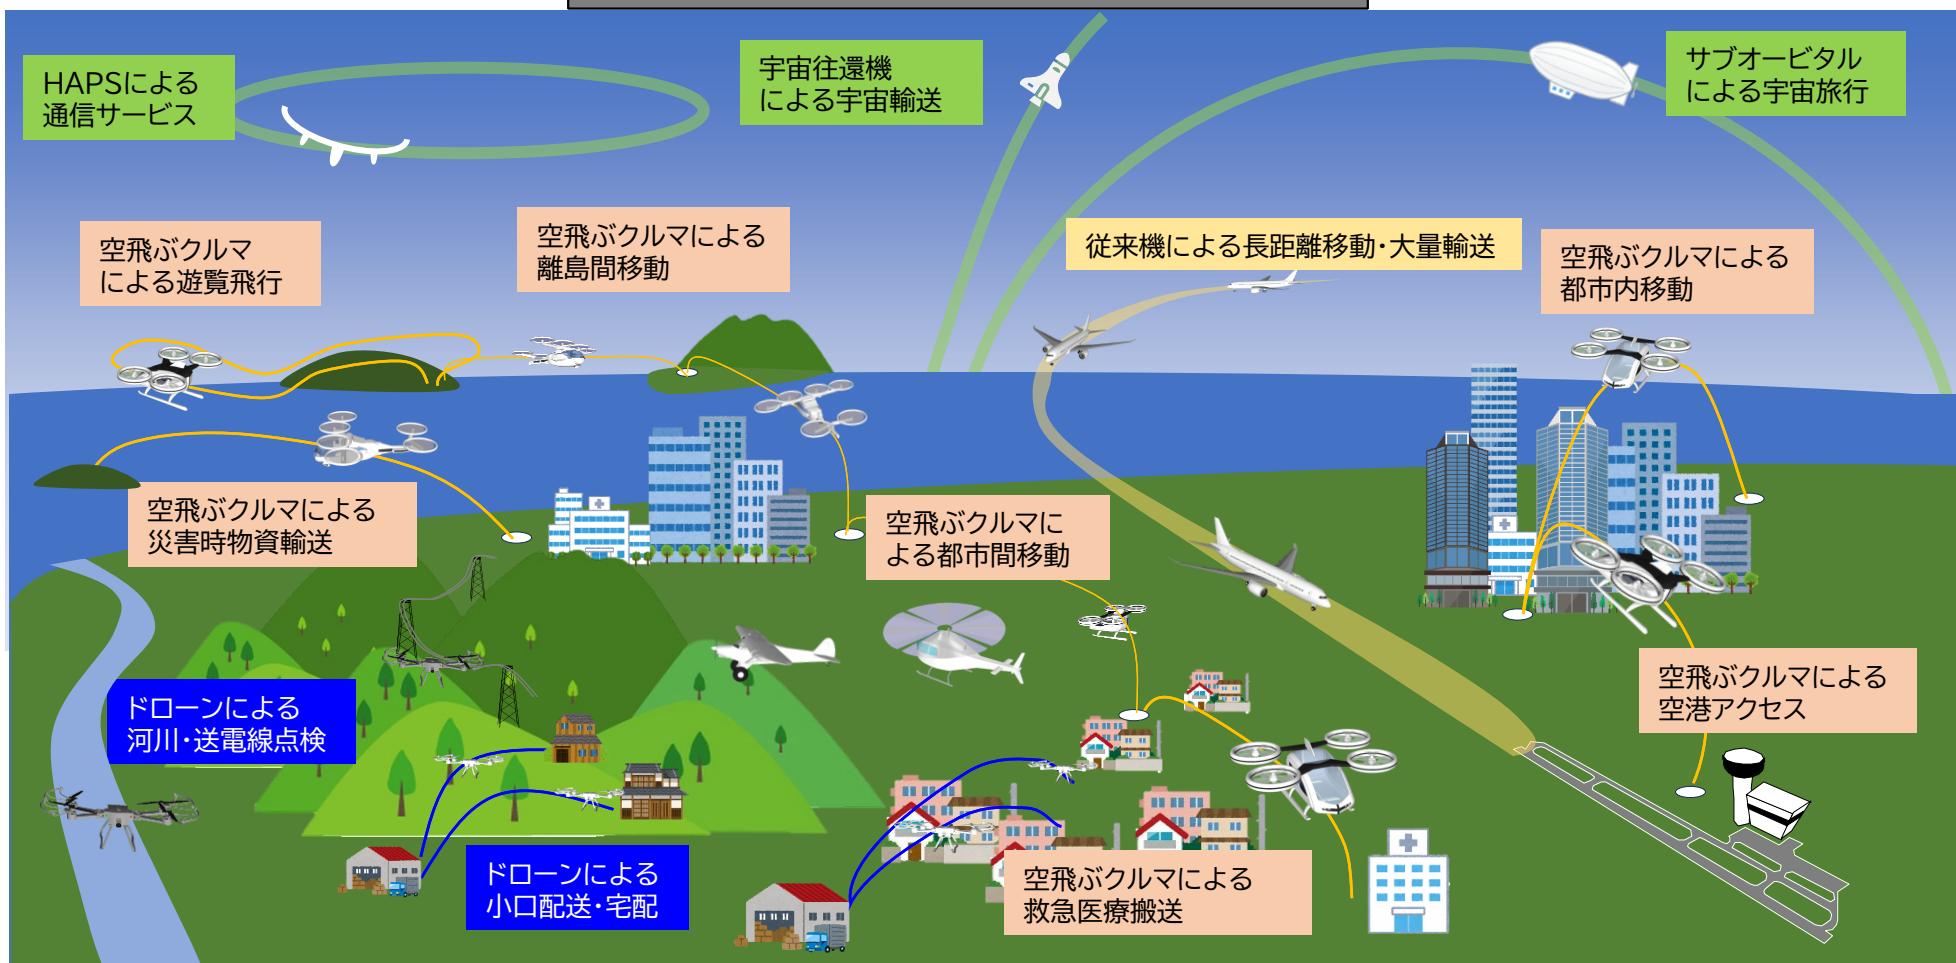 HAPSによる
通信サービス
宇宙往還機
による宇宙輸送
サブオービタル
による宇宙旅行
空飛ぶクルマ
による遊覧飛行
空飛ぶクルマによる
離島間移動
従来機による長距離移動・大量輸送
空飛ぶクルマによる
都市内移動
空飛ぶクルマによる
災害時物資輸送
空飛ぶクルマに
よる都市間移動
ドローンによる
河川・送電線点検
空飛ぶクルマによる
空港アクセス
ドローンによる
小口配送・宅配
空飛ぶクルマによる
救急医療搬送